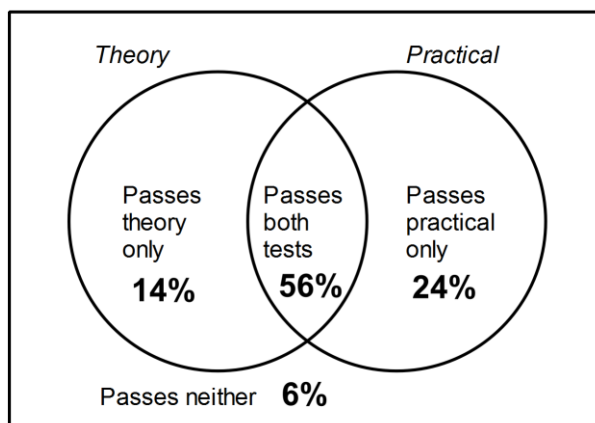 Theory
Practical
Passes
theory
only
14%
Passes
both
tests
56%
Passes
practical
only
24%
Passes neither 6%